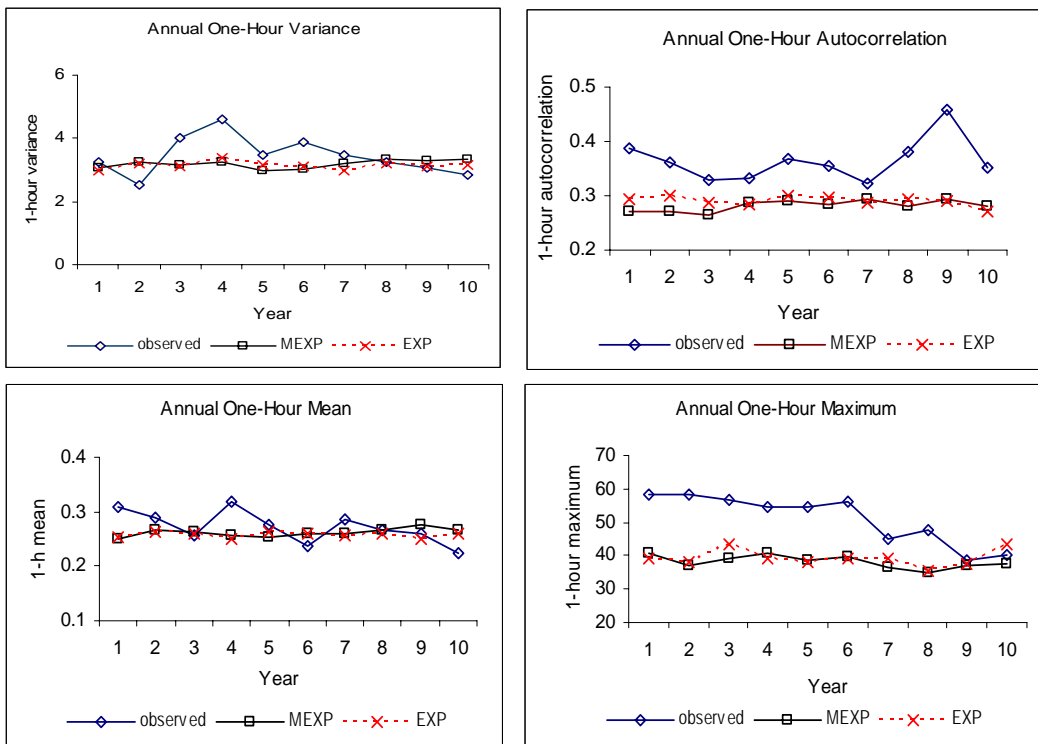 Annual One-Hour Variance
1-hour variance
6
4
2
0
1 2 3 4 5 6 7 8 9 10
Year
observed MEXP EXP
Annual One-Hour Autocorrelation
1-hour autocorrelation
0.5
0.4
0.3
0.2
1 2 3 4 5 6 7 8 9 10
Year
observed MEXP EXP
Annual One-Hour Mean
1-h mean
0.4
0.3
0.2
0.1
1 2 3 4 5 6 7 8 9 10
Year
observed MEXP EXP
Annual One-Hour Maximum
1-hour maximum
70
60
50
40
30
20
1 2 3 4 5 6 7 8 9 10
Year
observed MEXP EXP